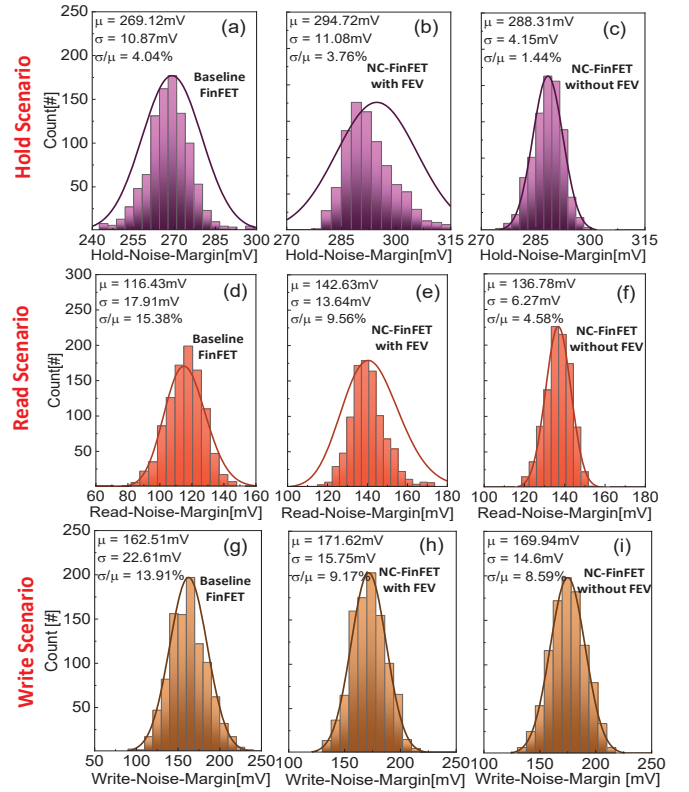 Hold Scenario
Count[#]
250
200
150
100
50
(a)
μ = 269.12mV
σ = 10.87mV
σ/μ = 4.04%
Baseline
FinFET
240 270 285 300
Hold-Noise-Margin[mV]
(b)
μ = 294.72mV
σ = 11.08mV
σ/μ = 3.76%
NC-FinFET
with FEV
270 285 300 315
Hold-Noise-Margin[mV]
(c)
μ = 288.31mV
σ = 4.15mV
σ/μ = 1.44%
NC-FinFET
without FEV
270 285 300 315
Hold-Noise-Margin[mV]
Read Scenario
Count[#]
300
250
200
150
100
50
(d)
μ = 116.43mV
σ = 17.91mV
σ/μ = 15.38%
Baseline
FinFET
60 80 100 120 140 160
Read-Noise-Margin[mV]
(e)
μ = 142.63mV
σ = 13.64mV
σ/μ = 9.56%
NC-FinFET
with FEV
100 120 140 160 180
Read-Noise-Margin[mV]
(f)
μ = 136.78mV
σ = 6.27mV
σ/μ = 4.58%
NC-FinFET
without FEV
100 120 140 160 180
Read-Noise-Margin[mV]
Write Scenario
Count [#]
250
200
150
100
50
(g)
μ = 162.51mV
σ = 22.61mV
σ/μ = 13.91%
Baseline
FinFET
50 100 150 200 250
Write-Noise-Margin[mV]
(h)
μ = 171.62mV
σ = 15.75mV
σ/μ = 9.17%
NC-FinFET
with FEV
100 150 200 250
Write-Noise-Margin[mV]
(i)
μ = 169.94mV
σ = 14.6mV
σ/μ = 8.59%
NC-FinFET
without FEV
100 150 200 250
Write-Noise-Margin [mV]